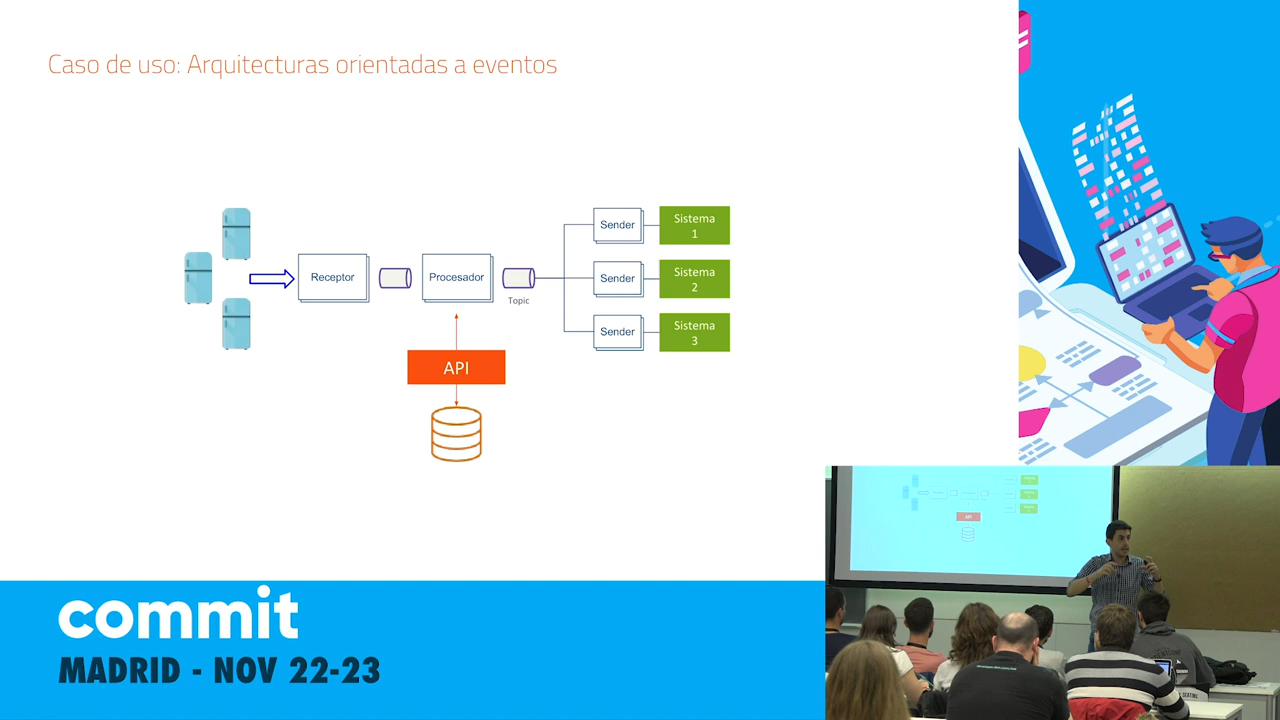 Caso de uso: Arquitecturas orientadas a eventos
Receptor
Procesador
Topic
Sender
Sistema
1
Sender
Sistema
2
Sender
Sistema
3
API
commit
MADRID - NOV 22-23
API